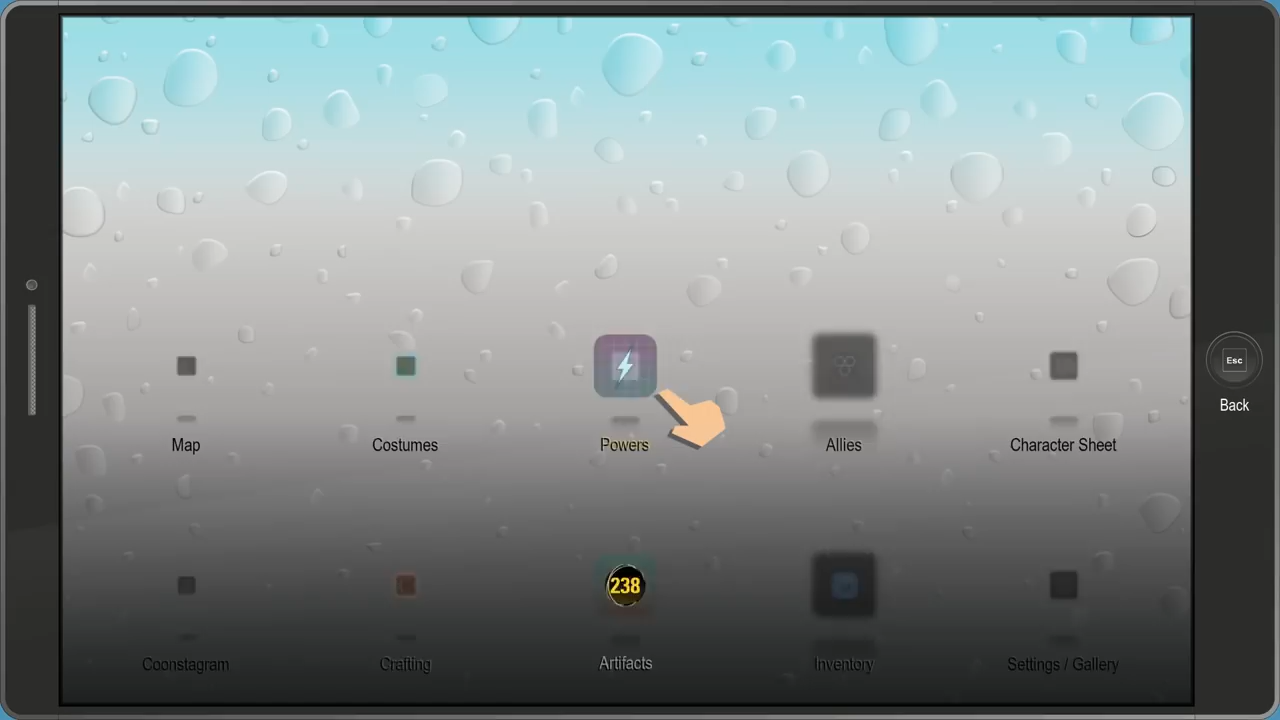 Esc
Back
Map
Costumes
Powers
Allies
Character Sheet
238
Coonstagram
Crafting
Artifacts
Inventory
Settings / Gallery